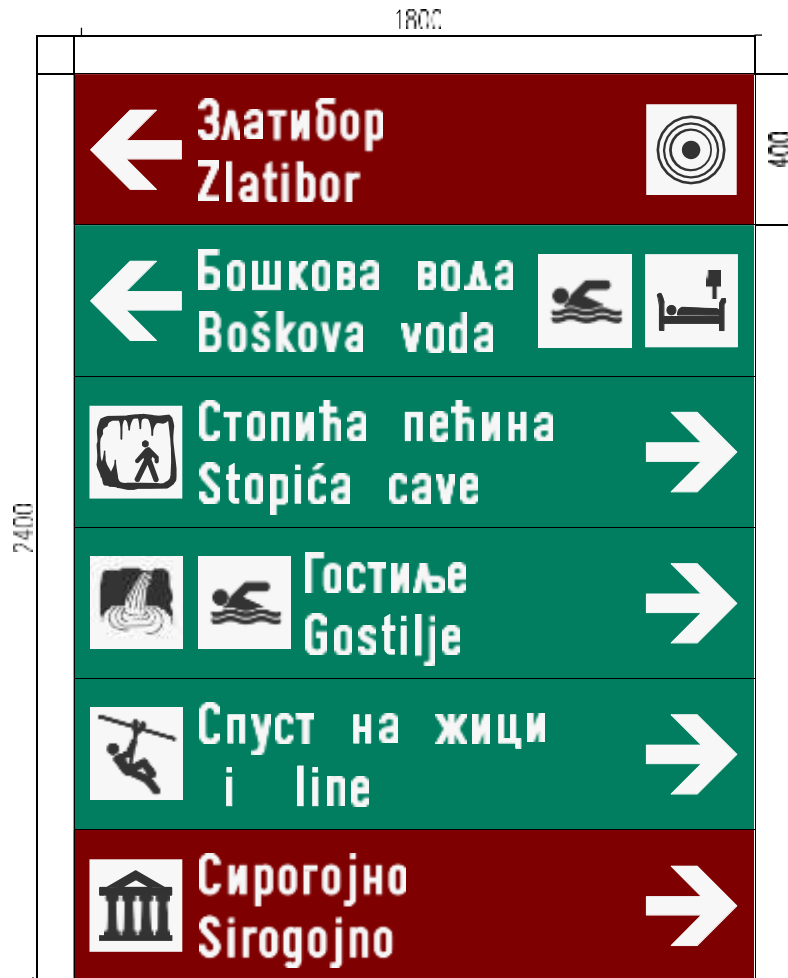 1800
Златибор
Zlatibor
400
Бошкова вода
Boškova voda
Стопића пећина
Stopića cave
2400
Гостиље
Gostilje
Спуст на жици
i line
Сирогојно
Sirogojno